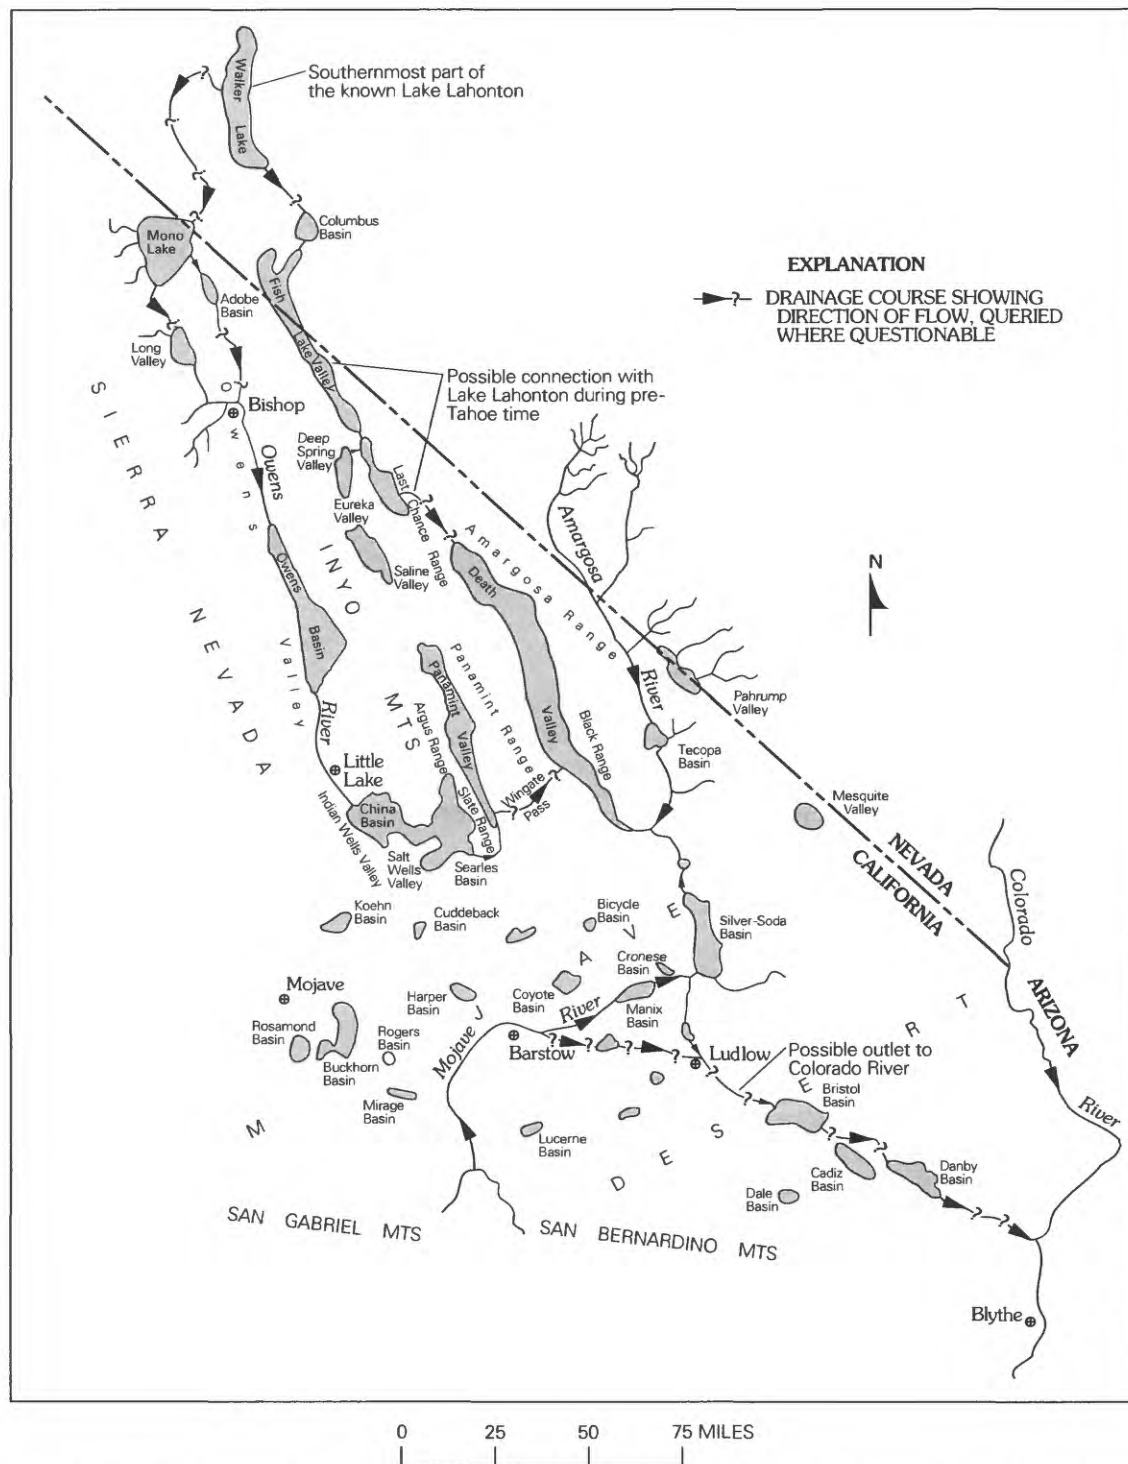 Walker
Lake
Southernmost part of
the known Lake Lahonton
Mono
Lake
Columbus
Basin
Adobe
Basin
Fish
Lake Valley
Long
Valley
EXPLANATION
DRAINAGE COURSE SHOWING
DIRECTION OF FLOW, QUERIED
WHERE QUESTIONABLE
Possible connection with
Lake Lahonton during pre-
Tahoe time
SIERRA NEVADA
Bishop
Owens
Valley
Owens
River
Deep
Spring
Valley
Eureka
Valley
Last Chance Range
INYO
MTS
Saline
Valley
Owens
Basin
Amargosa Range
Amargosa
River
Death
Valley
N
Panamint
Valley
Panamint Range
Argus Range
Slate Range
Black Range
Pahrump
Valley
Tecopa
Basin
Wingate
Pass
Little
Lake
China
Basin
Indian Wells Valley
Salt
Wells
Valley
Searles
Basin
Mesquite
Valley
NEVADA
CALIFORNIA
Colorado
River
ARIZONA
Koehn
Basin
Cuddeback
Basin
Bicycle
Basin
Silver-Soda
Basin
Cronese
Basin
Mojave
Harper
Basin
Coyote
Basin
Manix
Basin
Mojave
River
Rosamond
Basin
Buckhorn
Basin
Rogers
Basin
Mirage
Basin
Barstow
Ludlow
Possible outlet to
Colorado River
Bristol
Basin
Lucerne
Basin
Cadiz
Basin
Danby
Basin
Dale
Basin
M J A V E
DESERT
SAN GABRIEL MTS
SAN BERNARDINO MTS
Blythe
0 25 50 75 MILES